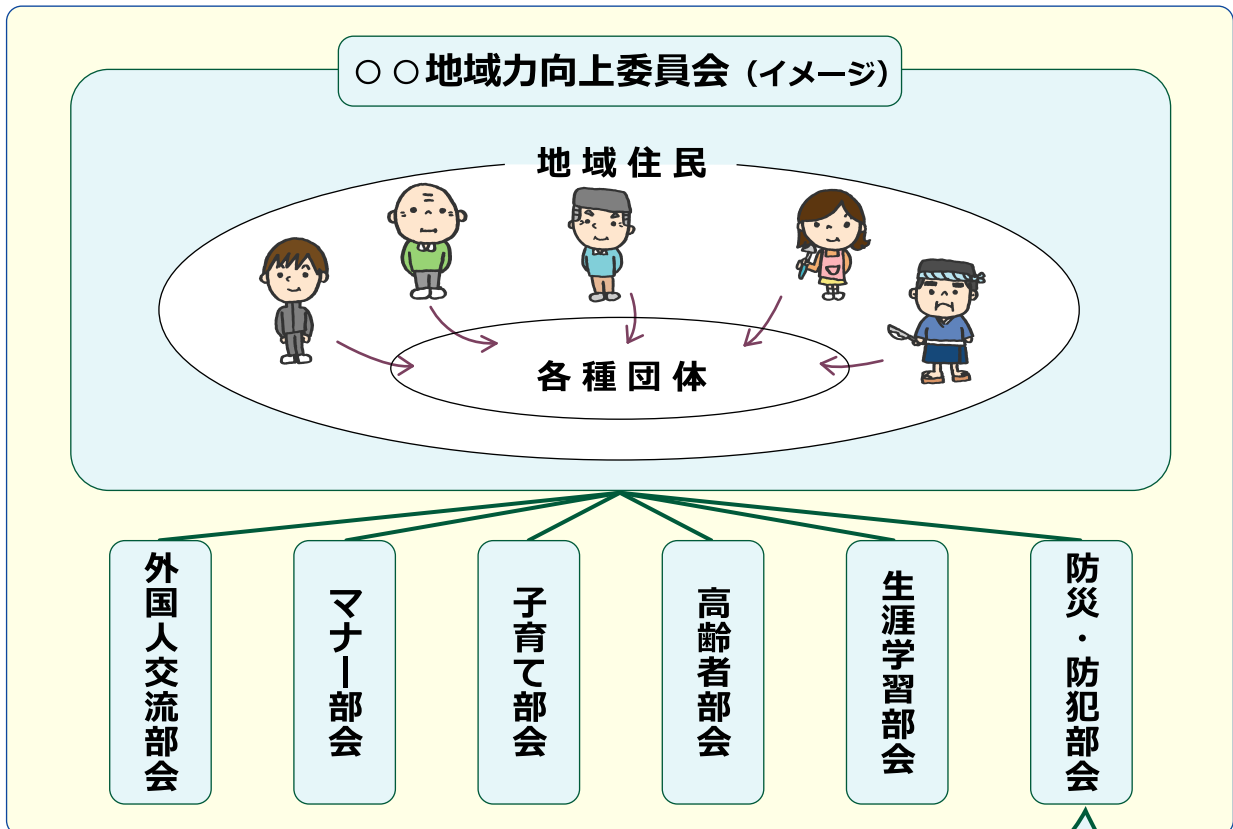 ○○地域力向上委員会（イメージ）
地域住民
各種団体
外国人交流部会
マナー部会
子育て部会
高齢者部会
生涯学習部会
防災・防犯部会